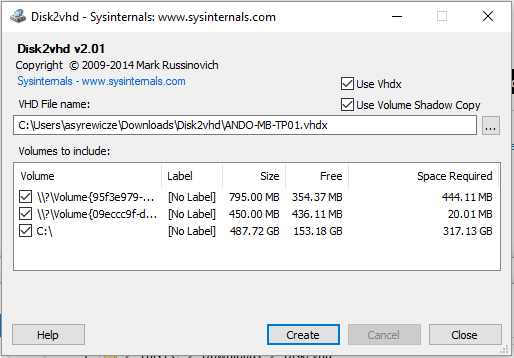 Disk2vhd - Sysinternals: www.sysinternals.com
Disk2vhd v2.01
Copyright © 2009-2014 Mark Russinovich
Sysinternals - www.sysinternals.com
Use Vhdx
VHD File name:
Use Volume Shadow Copy
C:\Users\asyrewicze\Downloads\Disk2vhd\ANDO-MB-TP01.vhdx
...
Volumes to include:
Volume Label Size Free Space Required
\\?\Volume{95f3e979-... [No Label] 795.00 MB 354.37 MB 444.11 MB
\\?\Volume{09eccc9f-d... [No Label] 450.00 MB 436.11 MB 20.01 MB
C:\ [No Label] 487.72 GB 153.18 GB 317.13 GB
Help Create Cancel Close